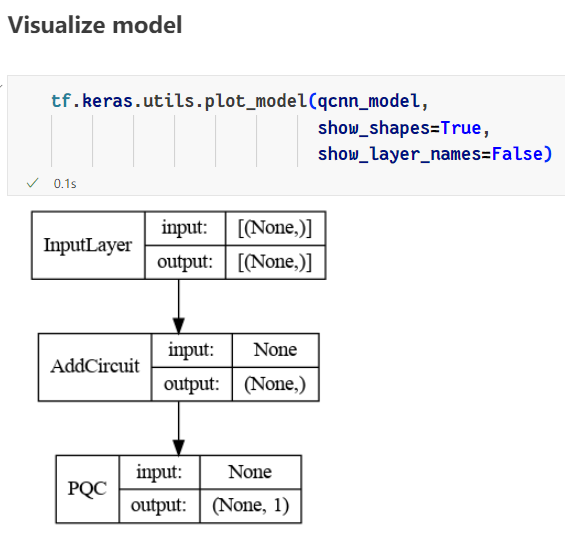 Visualize model
tf.keras.utils.plot_model(qcnn_model,
show_shapes=True,
show_layer_names=False)
0.1s
InputLayer
input:
[(None,)]
output:
[(None,)]
AddCircuit
input:
None
output:
(None,)
PQC
input:
None
output:
(None, 1)